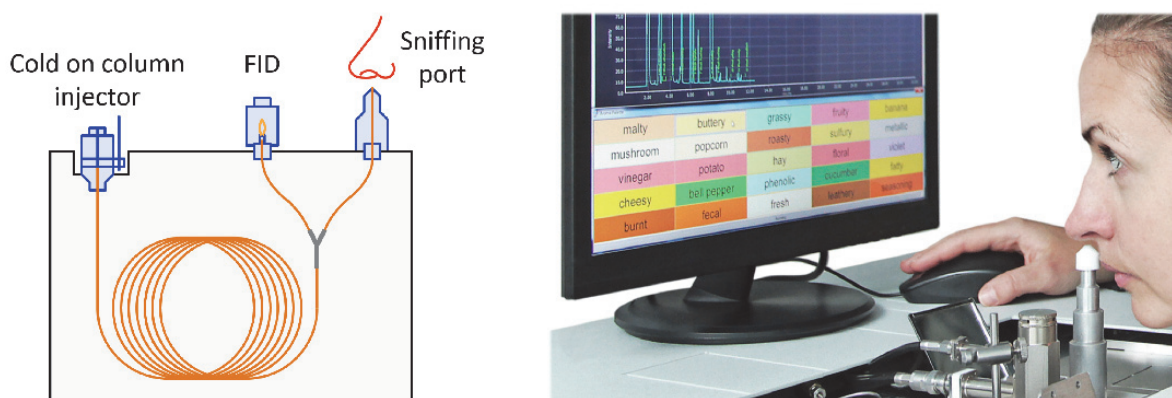 Cold on column
injector
FID
Sniffing
port
malty
buttery
grassy
fruity
banana
mushroom
popcorn
roasty
sulfury
metallic
vinegar
potato
hay
floral
violet
cheesy
bell pepper
phenolic
cucumber
fatty
burnt
fecal
fresh
leathery
seasoning